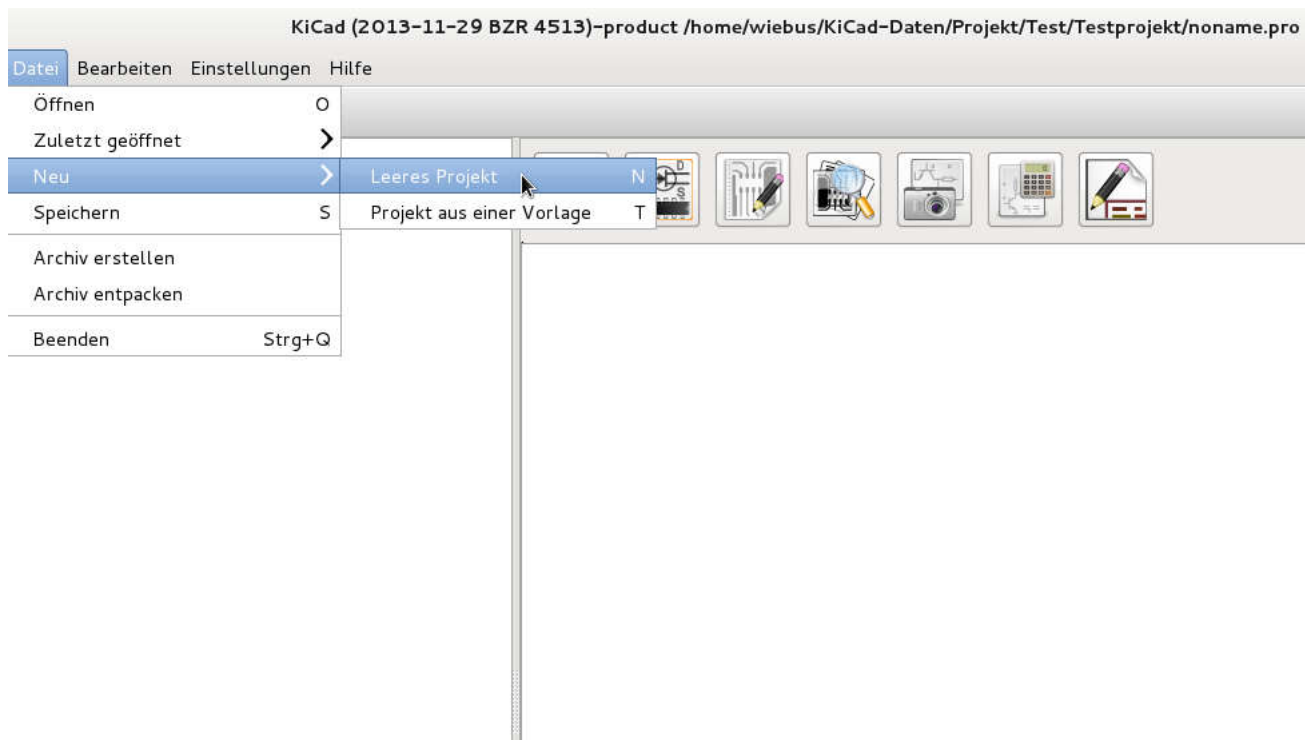 KiCad (2013-11-29 BZR 4513)-product /home/wiebus/KiCad-Daten/Projekt/Test/Testprojekt/noname.pro
Datei Bearbeiten Einstellungen Hilfe
Öffnen O
Zuletzt geöffnet
Neu
Leeres Projekt N
Speichern S
Projekt aus einer Vorlage T
Archiv erstellen
Archiv entpacken
Beenden Strg+Q
D
S